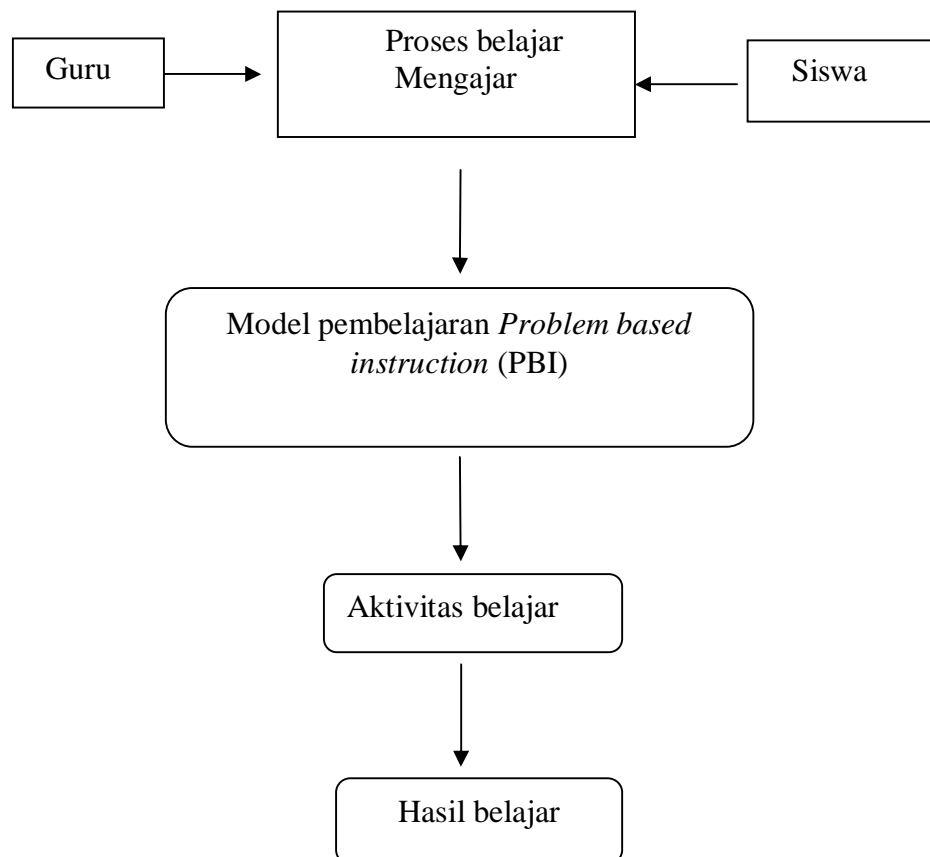 Guru
Proses belajar
Mengajar
Siswa
Model pembelajaran Problem based
instruction (PBI)
Aktivitas belajar
Hasil belajar